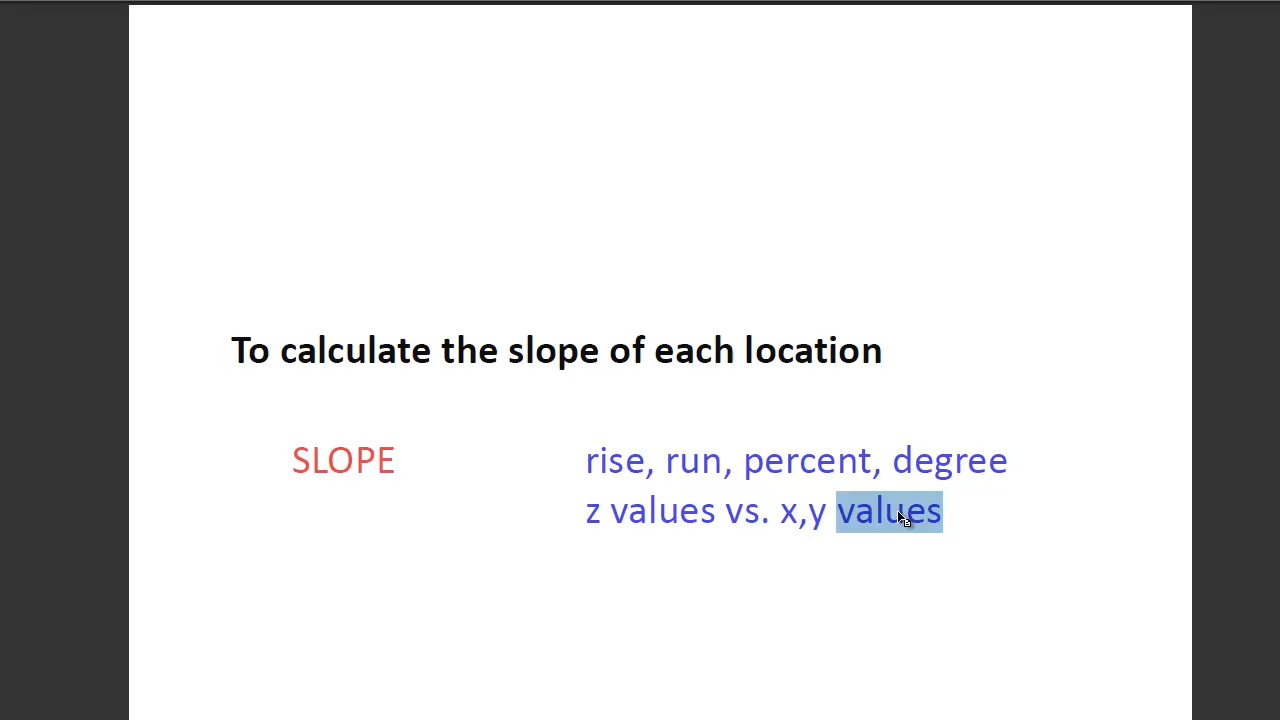 To calculate the slope of each location
SLOPE
rise, run, percent, degree
z values vs. x,y values